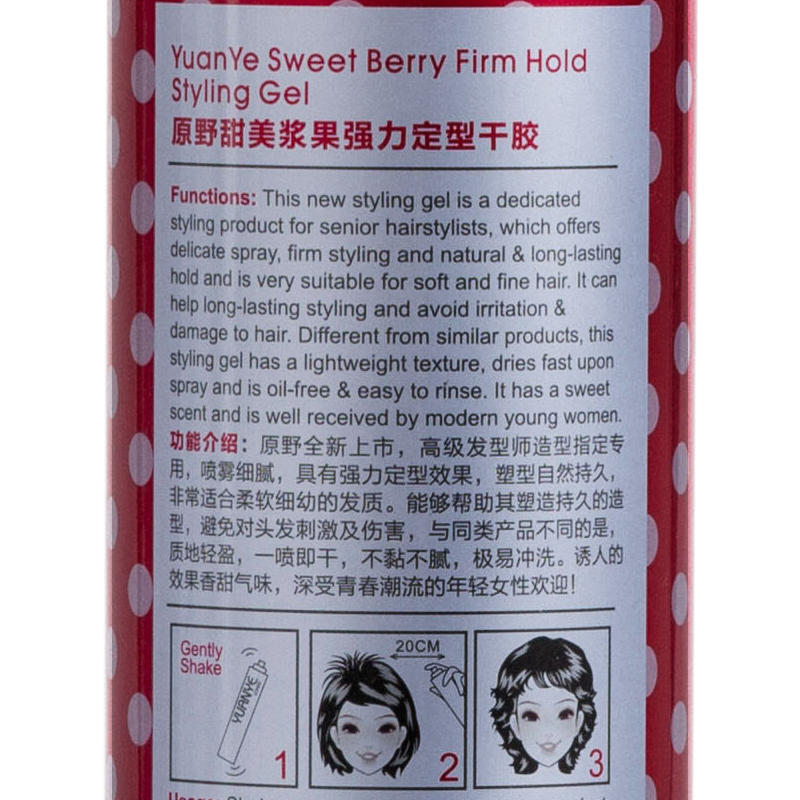 YuanYe Sweet Berry Firm Hold
Styling Gel
原野甜美浆果强力定型干胶
Functions: This new styling gel is a dedicated
styling product for senior hairstylists, which offers
delicate spray, firm styling and natural & long-lasting
hold and is very suitable for soft and fine hair. It can
help long-lasting styling and avoid irritation &
damage to hair. Different from similar products, this
styling gel has a lightweight texture, dries fast upon
spray and is oil-free & easy to rinse. It has a sweet
scent and is well received by modern young women.
功能介绍：原野全新上市，高级发型师造型指定专
用，喷雾细腻，具有强力定型效果，塑型自然持久，
非常适合柔软细幼的发质。能够帮助其塑造持久的造
型，避免对头发刺激及伤害，与同类产品不同的是，
质地轻盈，一喷即干，不黏不腻，极易冲洗。诱人的
效果香甜气味，深受青春潮流的年轻女性欢迎！
Gently
Shake
YUANYE
1
20CM
2
3